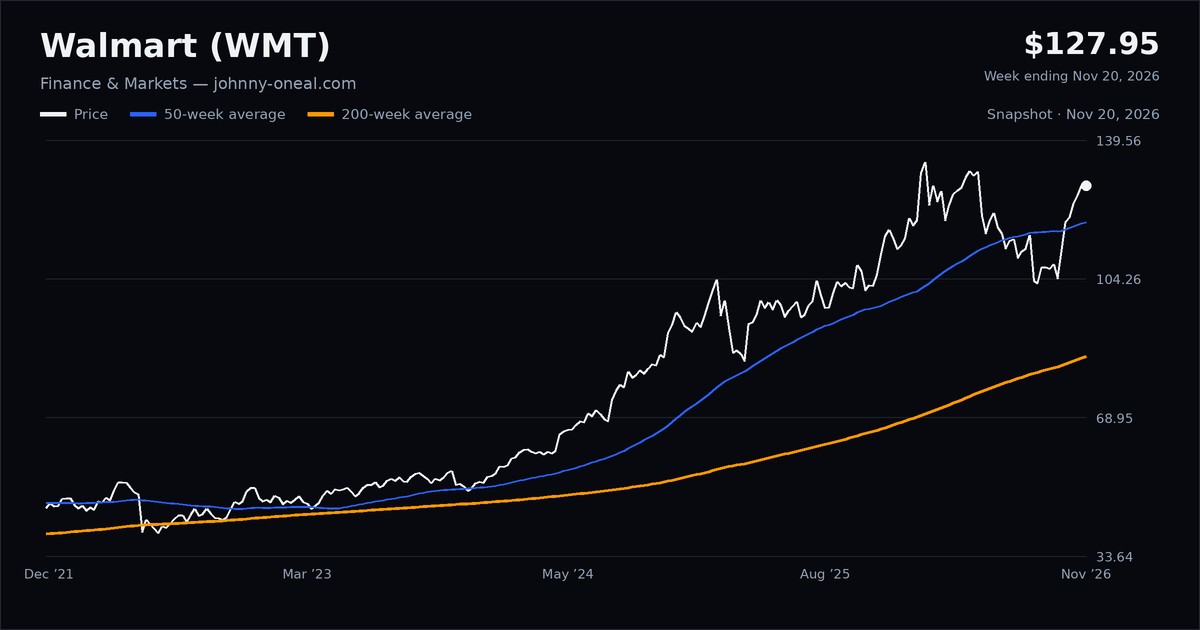 Walmart (WMT)
$127.95
Finance & Markets — johnny-oneal.com
Week ending Nov 20, 2026
Price
50-week average
200-week average
Snapshot · Nov 20, 2026
139.56
104.26
68.95
33.64
Dec ’21
Mar ’23
May ’24
Aug ’25
Nov ’26